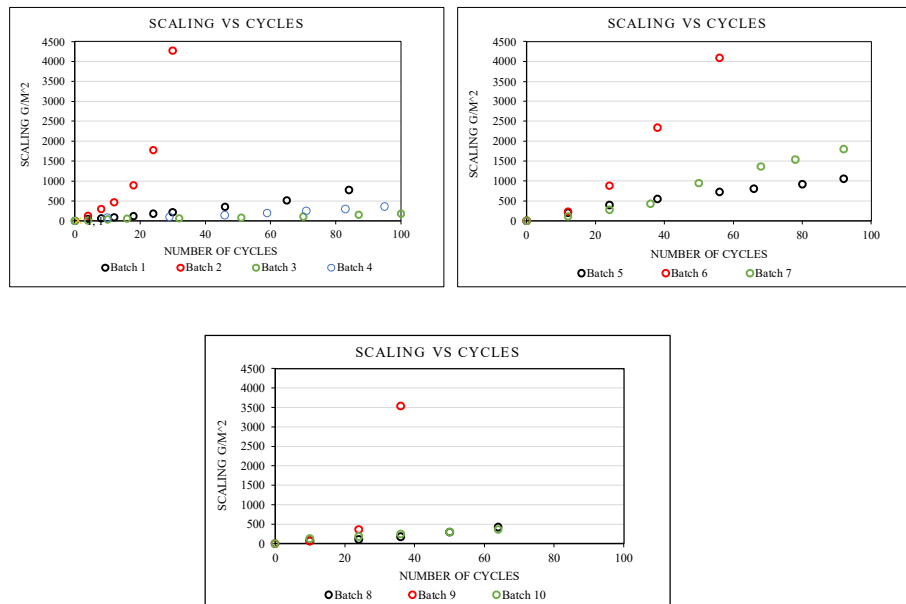 SCALING VS CYCLES
SCALING G/M^2
4500
4000
3500
3000
2500
2000
1500
1000
500
0
0 20 40 60 80 100
NUMBER OF CYCLES
Batch 1 Batch 2 Batch 3 Batch 4
SCALING VS CYCLES
SCALING G/M^2
4500
4000
3500
3000
2500
2000
1500
1000
500
0
0 20 40 60 80 100
NUMBER OF CYCLES
Batch 5 Batch 6 Batch 7
SCALING VS CYCLES
SCALING G/M^2
4500
4000
3500
3000
2500
2000
1500
1000
500
0
0 20 40 60 80 100
NUMBER OF CYCLES
Batch 8 Batch 9 Batch 10